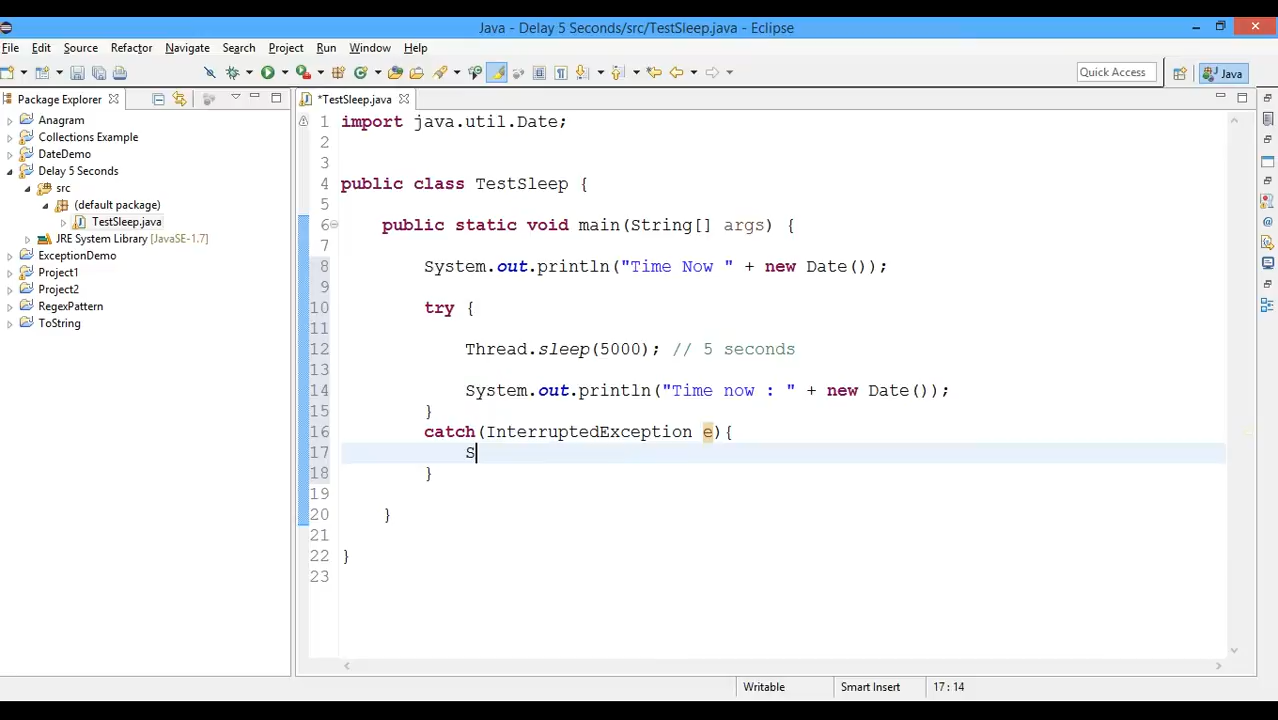 Java - Delay 5 Seconds/src/TestSleep.java - Eclipse
File Edit Source Refactor Navigate Search Project Run Window Help
Quick Access Java
Package Explorer *TestSleep.java
Anagram
Collections Example
DateDemo
Delay 5 Seconds
src
(default package)
TestSleep.java
JRE System Library [JavaSE-1.7]
ExceptionDemo
Project1
Project2
RegexPattern
ToString
1 import java.util.Date;
2
3
4 public class TestSleep {
5
6 public static void main(String[] args) {
7
8 System.out.println("Time Now " + new Date());
9
10 try {
11
12 Thread.sleep(5000); // 5 seconds
13
14 System.out.println("Time now : " + new Date());
15 }
16 catch(InterruptedException e){
17 S
18 }
19
20 }
21
22 }
23
Writable Smart Insert 17 : 14